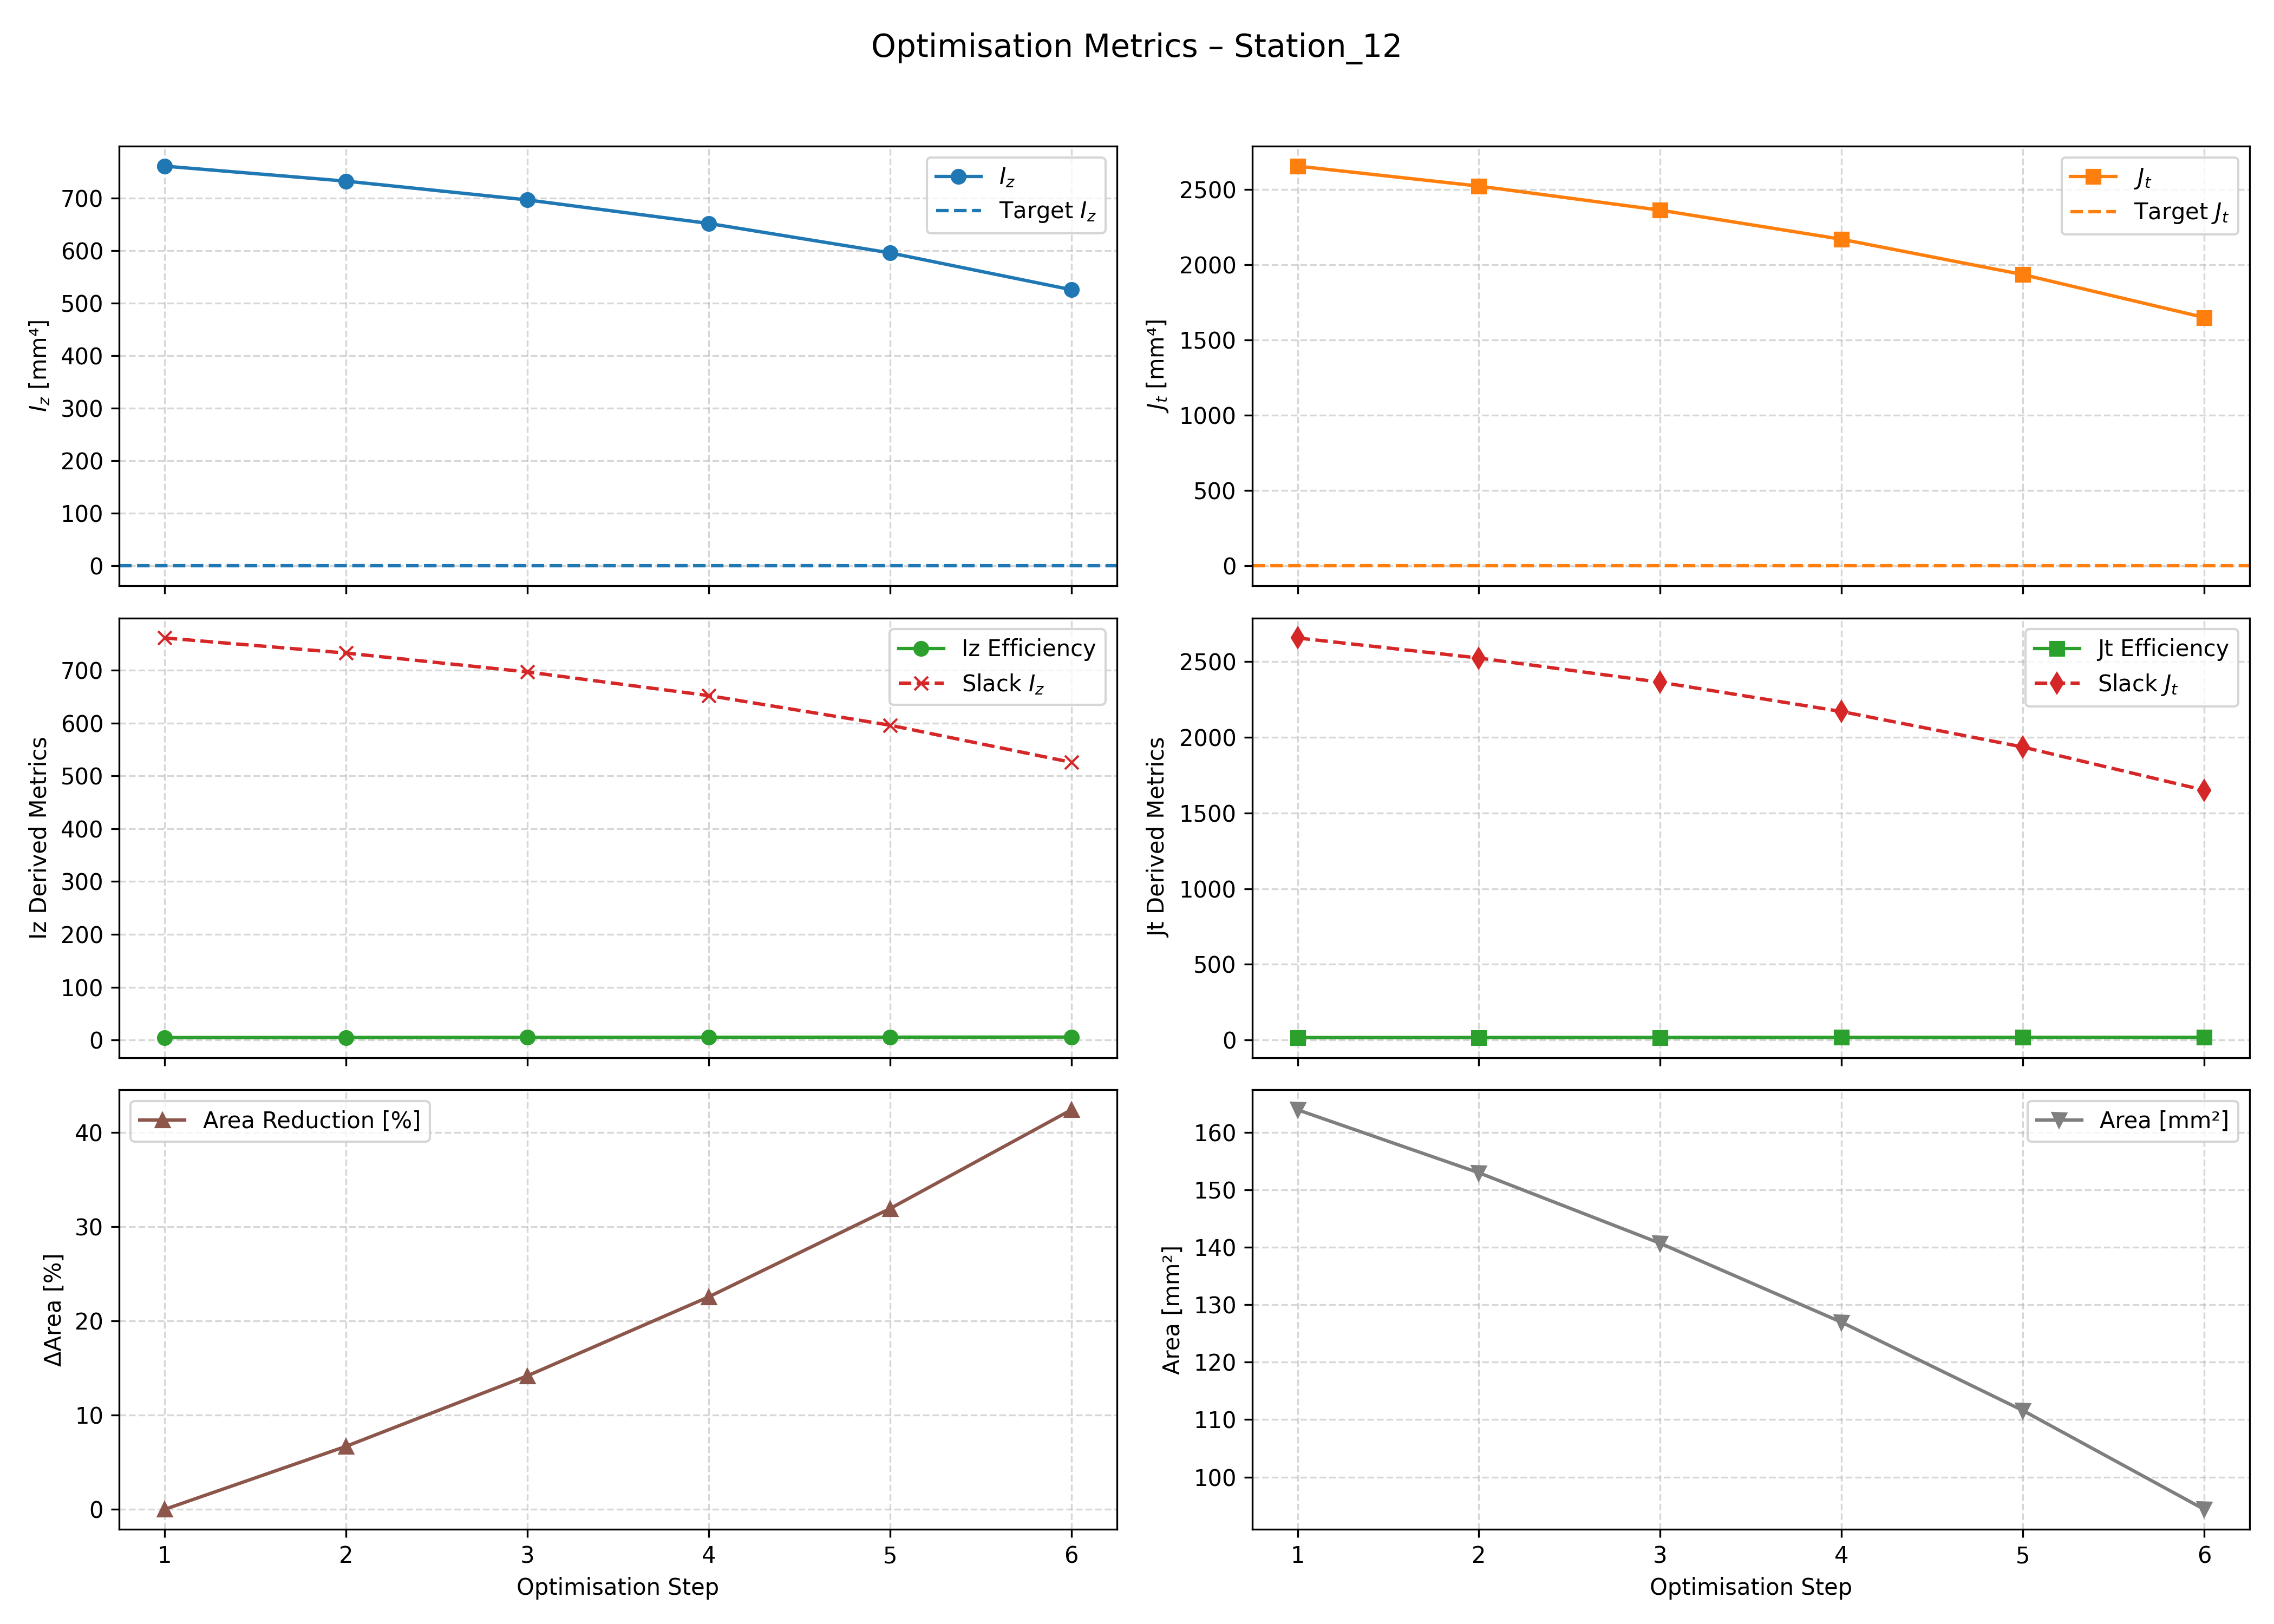 Optimisation Metrics – Station_12
I_z [mm⁴]
700
600
500
400
300
200
100
0
I_z
Target I_z
J_t [mm⁴]
2500
2000
1500
1000
500
0
J_t
Target J_t
Iz Derived Metrics
700
600
500
400
300
200
100
0
Iz Efficiency
Slack I_z
Jt Derived Metrics
2500
2000
1500
1000
500
0
Jt Efficiency
Slack J_t
ΔArea [%]
40
30
20
10
0
Area Reduction [%]
1 2 3 4 5 6
Optimisation Step
Area [mm²]
160
150
140
130
120
110
100
Area [mm²]
1 2 3 4 5 6
Optimisation Step